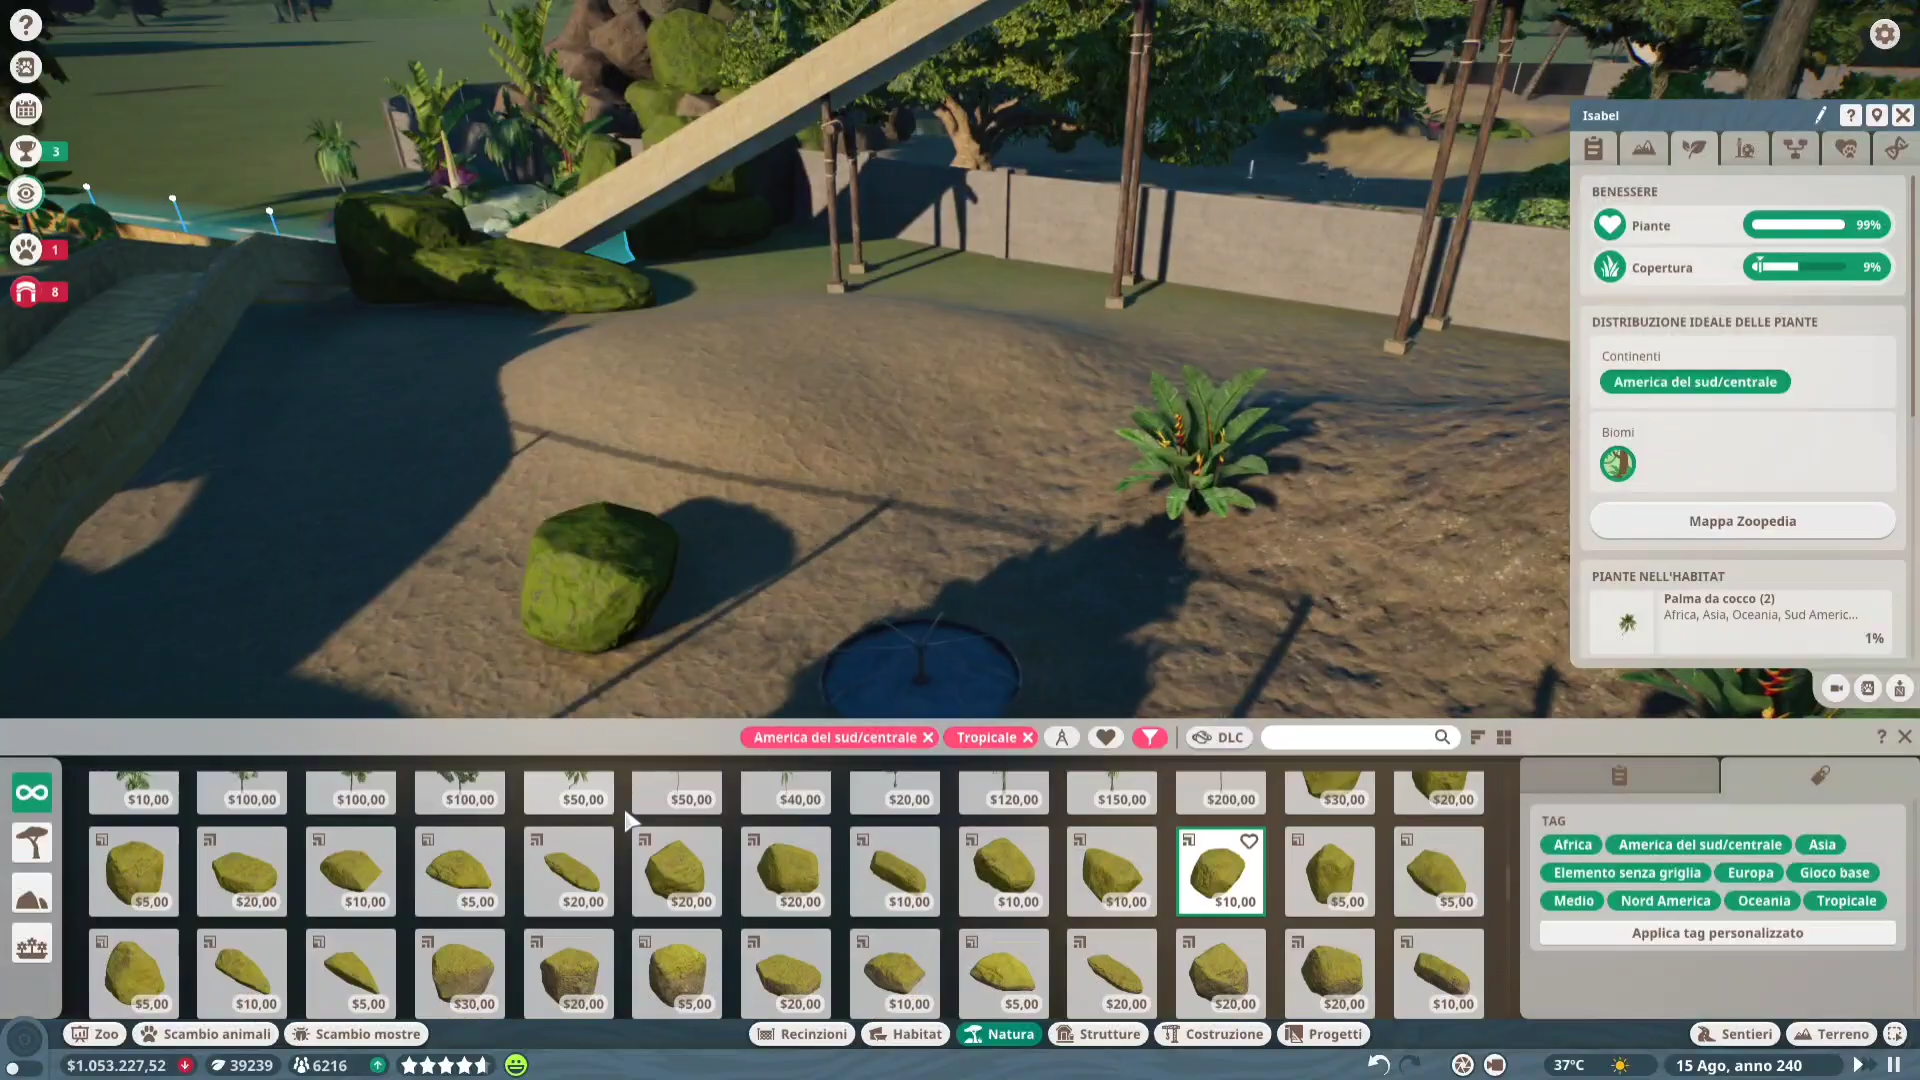 3
1
8
Isabel
?
BENESSERE
Piante 99%
Copertura 9%
DISTRIBUZIONE IDEALE DELLE PIANTE
Continenti
America del sud/centrale
Biomi
Mappa Zoopedia
PIANTE NELL'HABITAT
Palma da cocco (2)
Africa, Asia, Oceania, Sud Americ...
1%
America del sud/centrale Tropicale DLC
?
$10,00 $100,00 $100,00 $100,00 $50,00 $50,00 $40,00 $20,00 $120,00 $150,00 $200,00 $30,00 $20,00
$5,00 $20,00 $10,00 $5,00 $20,00 $20,00 $20,00 $10,00 $10,00 $10,00 $10,00 $5,00 $5,00
$5,00 $10,00 $5,00 $30,00 $20,00 $5,00 $20,00 $10,00 $5,00 $20,00 $20,00 $20,00 $10,00
TAG
Africa America del sud/centrale Asia
Elemento senza griglia Europa Gioco base
Medio Nord America Oceania Tropicale
Applica tag personalizzato
Zoo Scambio animali Scambio mostre Recinzioni Habitat Natura Strutture Costruzione Progetti Sentieri Terreno
$1.053.227,52 39239 6216 37°C 15 Ago, anno 240